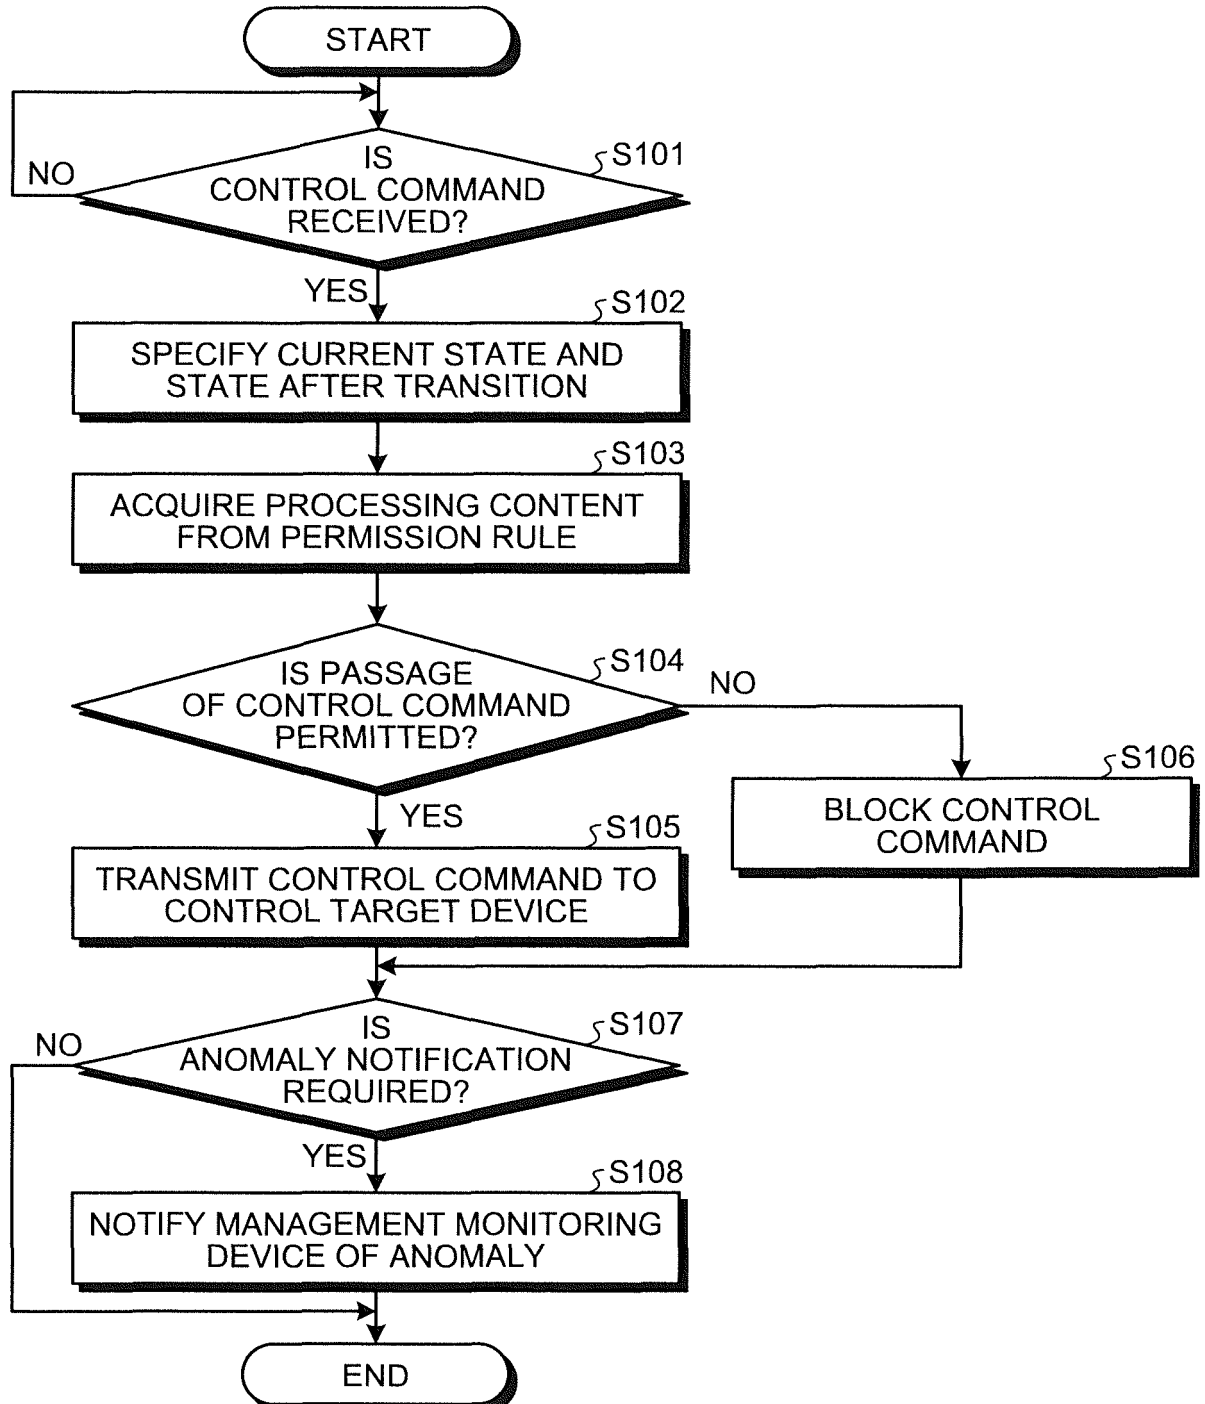 START
IS
CONTROL COMMAND
RECEIVED?
S101
NO
YES
S102
SPECIFY CURRENT STATE AND
STATE AFTER TRANSITION
S103
ACQUIRE PROCESSING CONTENT
FROM PERMISSION RULE
S104
IS PASSAGE
OF CONTROL COMMAND
PERMITTED?
NO
YES
S105
TRANSMIT CONTROL COMMAND TO
CONTROL TARGET DEVICE
S106
BLOCK CONTROL
COMMAND
S107
IS
ANOMALY NOTIFICATION
REQUIRED?
NO
YES
S108
NOTIFY MANAGEMENT MONITORING
DEVICE OF ANOMALY
END